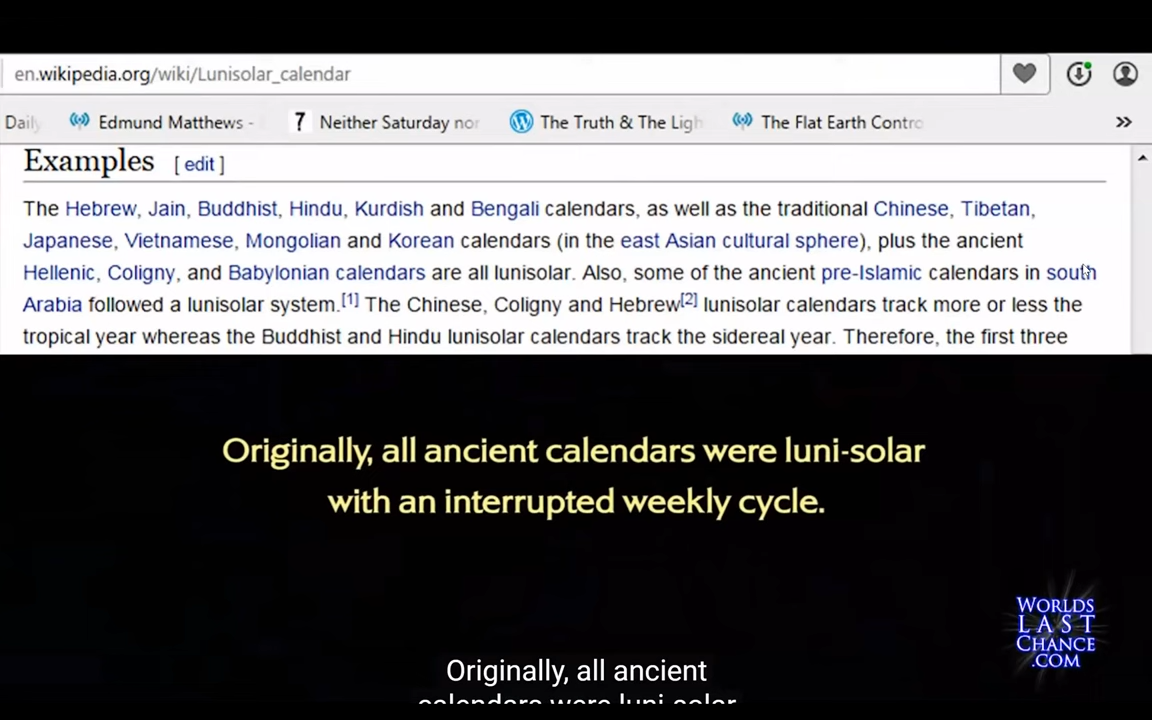 en.wikipedia.org/wiki/Lunisolar_calendar
Daily Edmund Matthews - 7 Neither Saturday nor The Truth & The Ligh The Flat Earth Contro »
Examples [ edit ]
The Hebrew, Jain, Buddhist, Hindu, Kurdish and Bengali calendars, as well as the traditional Chinese, Tibetan,
Japanese, Vietnamese, Mongolian and Korean calendars (in the east Asian cultural sphere), plus the ancient
Hellenic, Coligny, and Babylonian calendars are all lunisolar. Also, some of the ancient pre-Islamic calendars in south
Arabia followed a lunisolar system.[1] The Chinese, Coligny and Hebrew[2] lunisolar calendars track more or less the
tropical year whereas the Buddhist and Hindu lunisolar calendars track the sidereal year. Therefore, the first three
Originally, all ancient calendars were luni-solar
with an interrupted weekly cycle.
WORLDS
LAST
CHANCE
.COM
Originally, all ancient
calendars were luni-solar